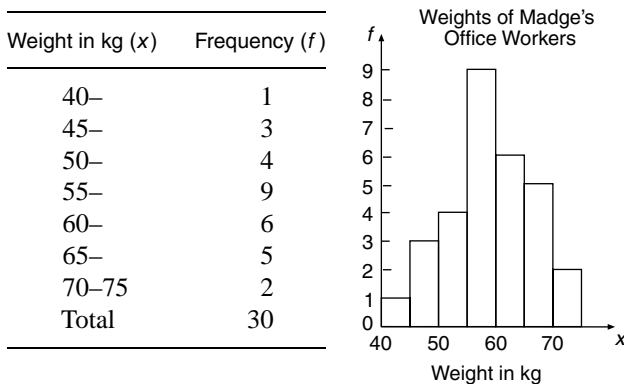 Weight in kg (x) Frequency (f)
40– 1
45– 3
50– 4
55– 9
60– 6
65– 5
70–75 2
Total 30
Weights of Madge's
Office Workers
f
9
8
7
6
5
4
3
2
1
0
40 50 60 70 x
Weight in kg